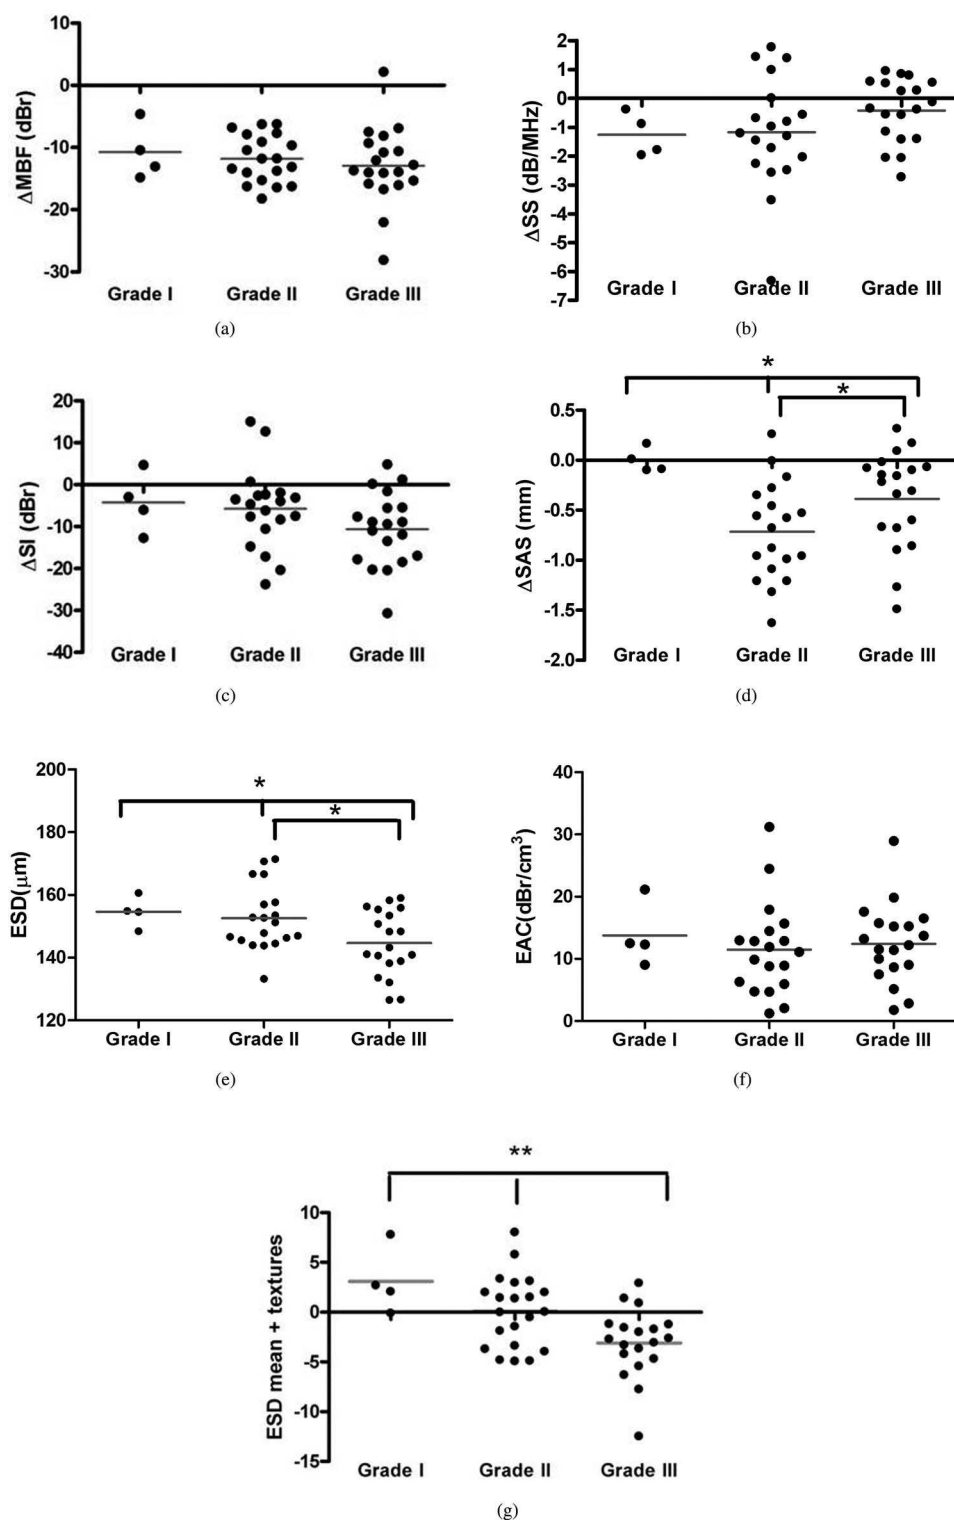 10
0
-10
-20
-30
ΔMBF (dBr)
Grade I
Grade II
Grade III
(a)
2
1
0
-1
-2
-3
-4
-5
-6
-7
ΔSS (dB/MHz)
Grade I
Grade II
Grade III
(b)
20
10
0
-10
-20
-30
-40
ΔSI (dBr)
Grade I
Grade II
Grade III
(c)
*
*
0.5
0.0
-0.5
-1.0
-1.5
-2.0
ΔSAS (mm)
Grade I
Grade II
Grade III
(d)
200
180
160
140
120
ESD(μm)
*
*
Grade I
Grade II
Grade III
(e)
40
30
20
10
0
EAC(dBr/cm³)
Grade I
Grade II
Grade III
(f)
**
10
5
0
-5
-10
-15
ESD mean + textures
Grade I
Grade II
Grade III
(g)